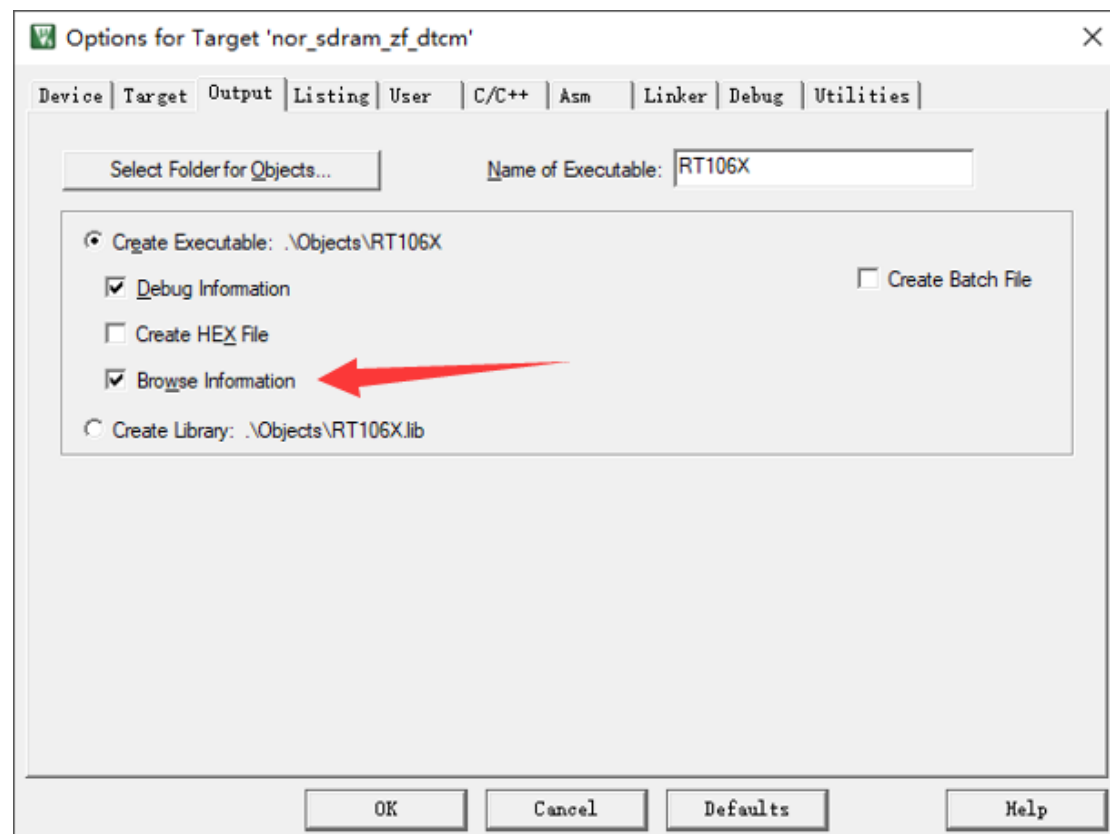 Options for Target 'nor_sdram_zf_dtcm'
Device Target Output Listing User C/C++ Asm Linker Debug Utilities
Select Folder for Objects... Name of Executable: RT106X
Create Executable: .\Objects\RT106X
Debug Information Create Batch File
Create HEX File
Browse Information
Create Library: .\Objects\RT106X.lib
OK Cancel Defaults Help